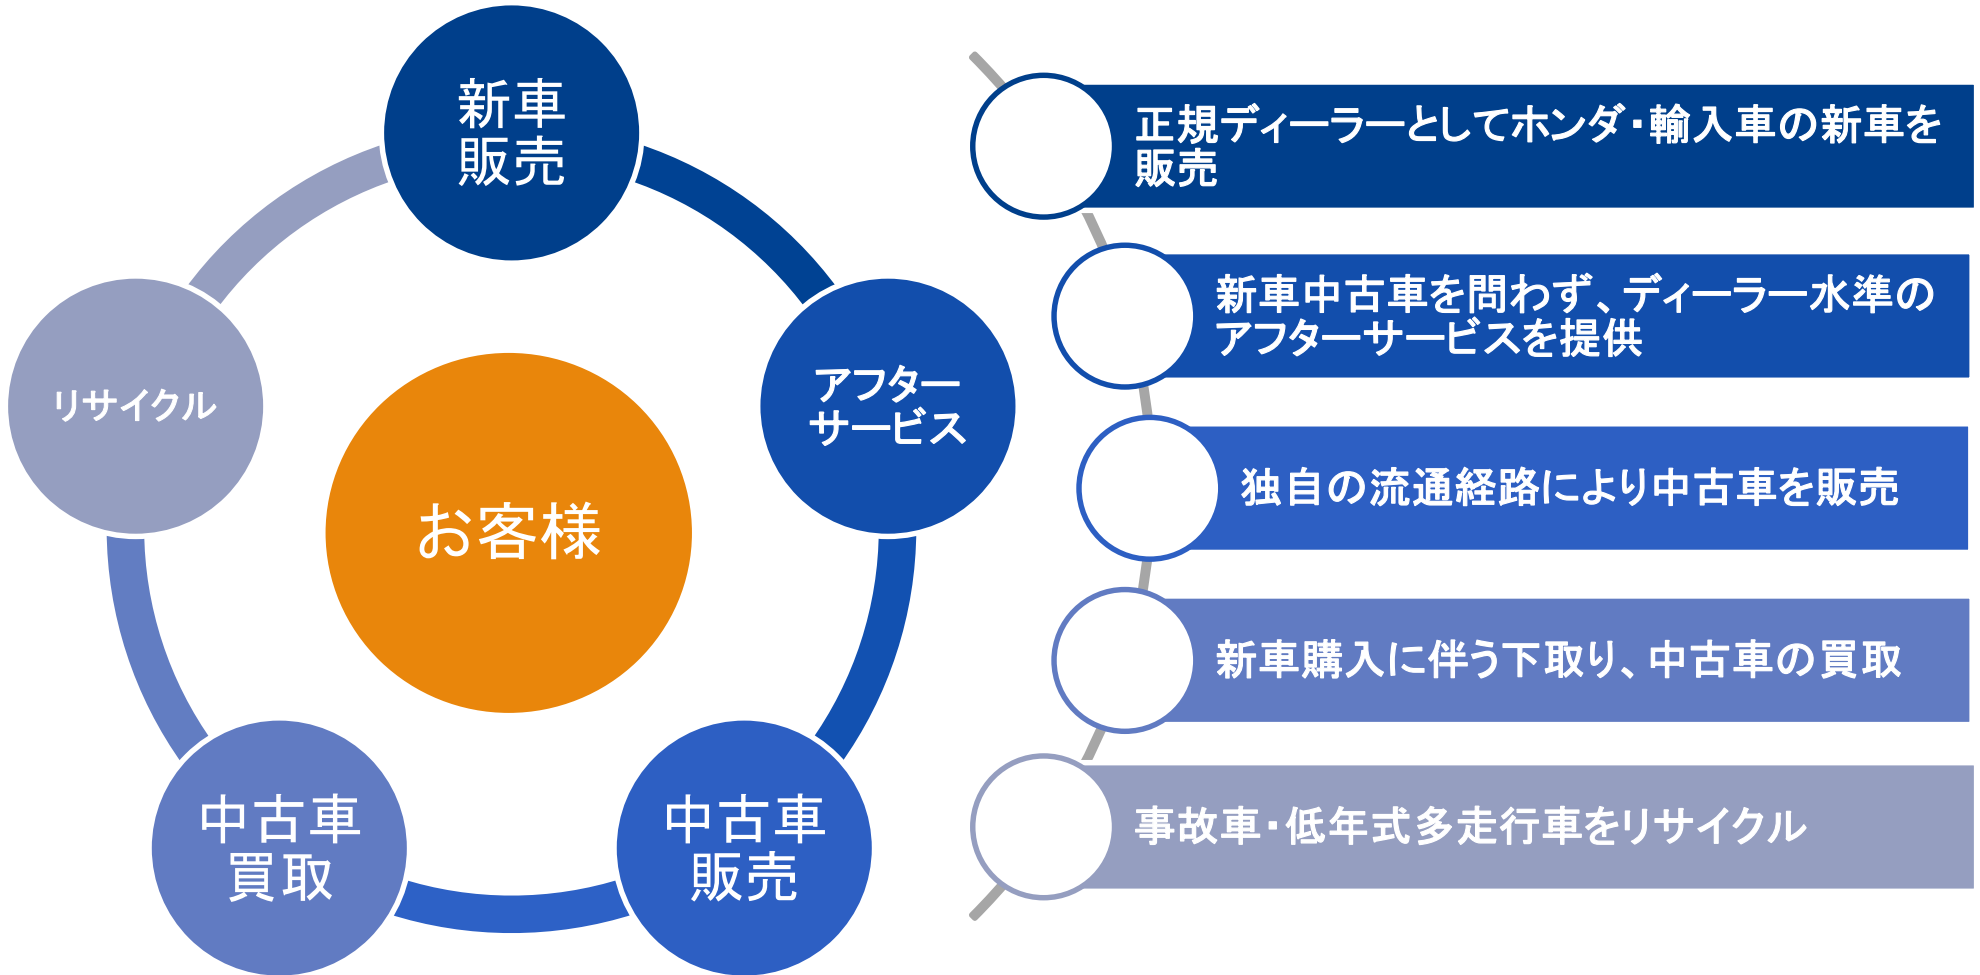 新車
販売
アフター
サービス
中古車
販売
中古車
買取
リサイクル
お客様
正規ディーラーとしてホンダ・輸入車の新車を
販売
新車中古車を問わず、ディーラー水準の
アフターサービスを提供
独自の流通経路により中古車を販売
新車購入に伴う下取り、中古車の買取
事故車・低年式多走行車をリサイクル